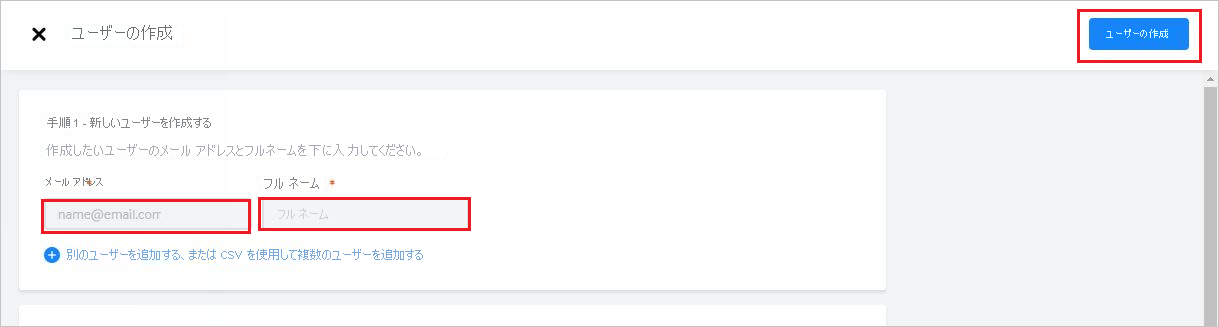 ユーザーの作成
ユーザーの作成
手順 1 - 新しいユーザーを作成する
作成したいユーザーのメール アドレスとフルネームを下に入力してください。
メール アドレス *
フル ネーム *
name@email.com
フル ネーム
別のユーザーを追加する、または CSV を使用して複数のユーザーを追加する